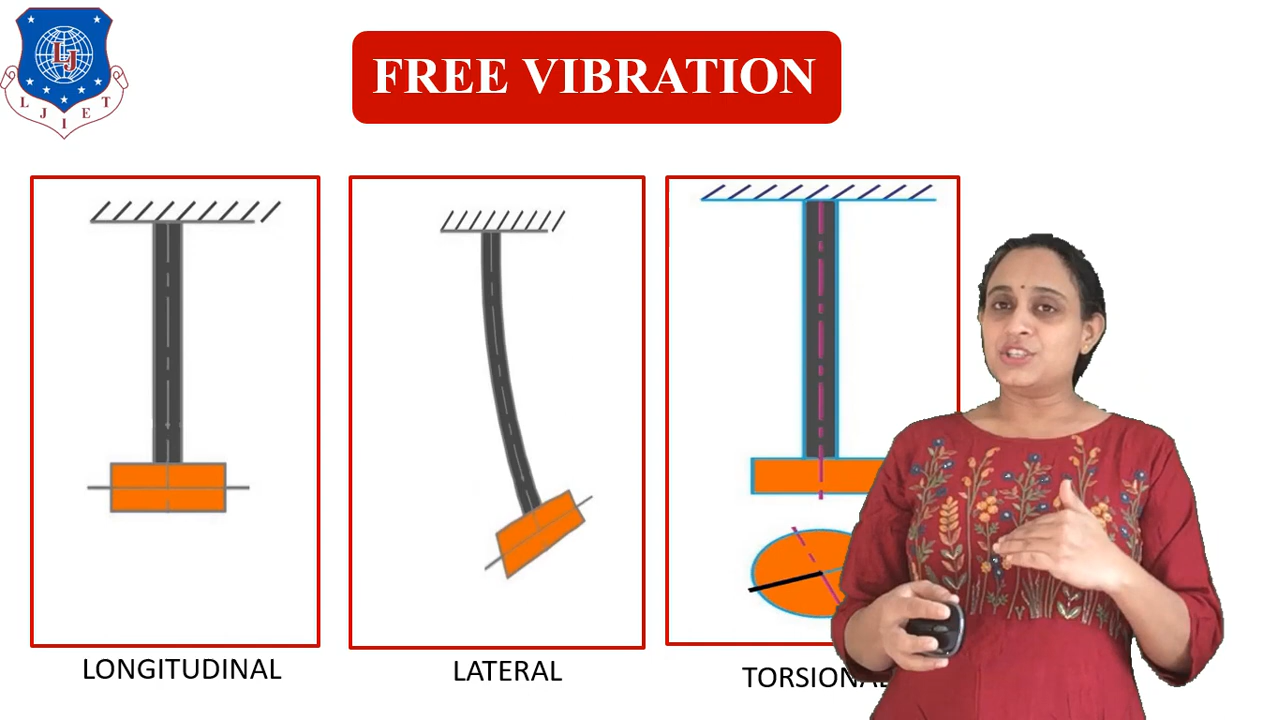 LJ
L J I E T
FREE VIBRATION
LONGITUDINAL
LATERAL
TORSIONAL